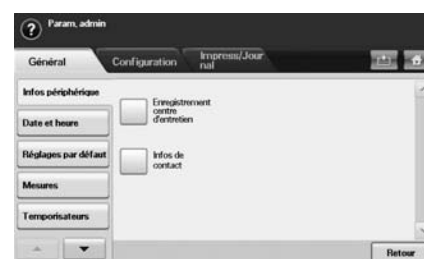 Param. admin
Général
Configuration
Impress/Jour
nal
Infos périphérique
Date et heure
Réglages par défaut
Mesures
Temporisateurs
Enregistrement
centre
d'entretien
Infos de
contact
Retour